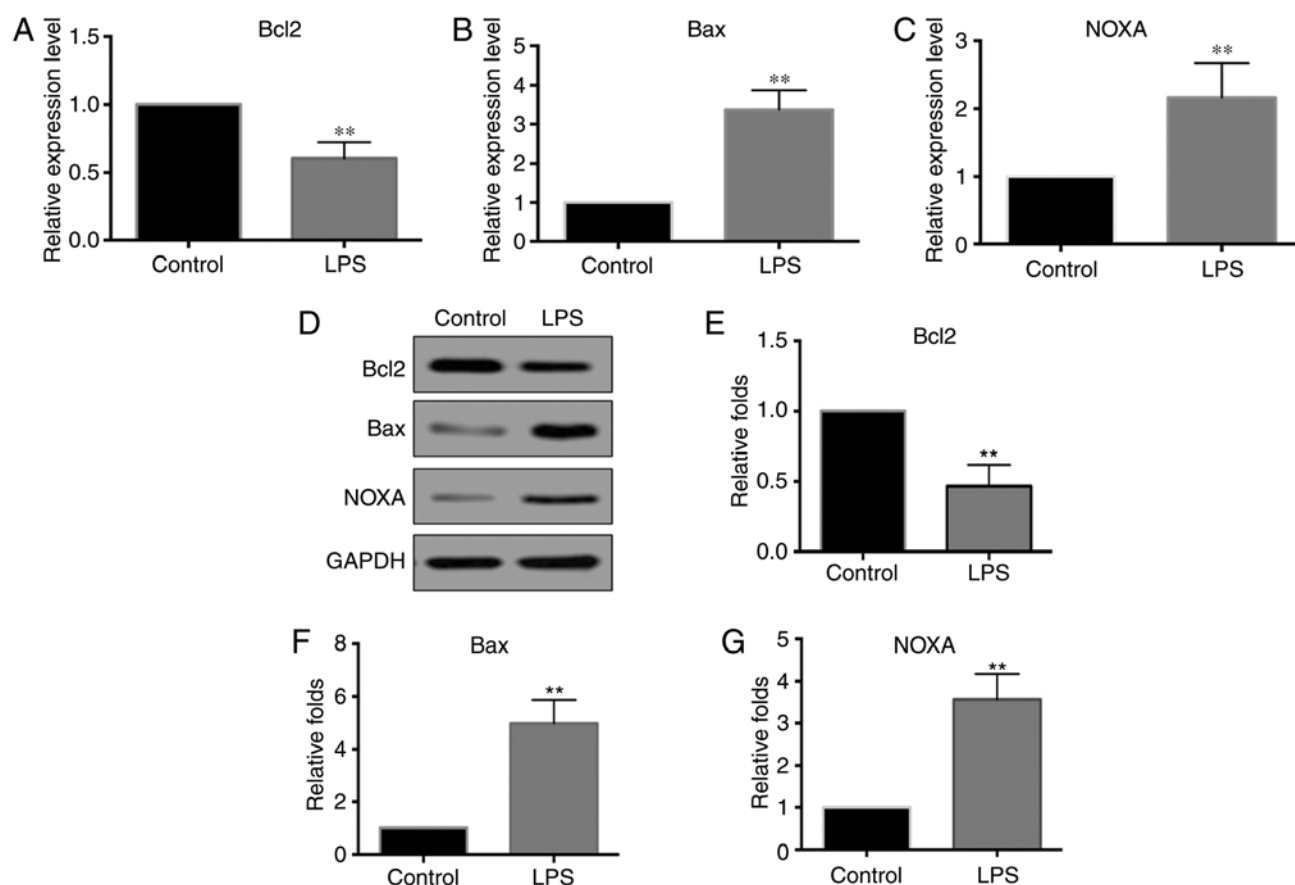 A
Bcl2
Relative expression level
1.5
1.0
0.5
0.0
**
Control
LPS
B
Bax
Relative expression level
5
4
3
2
1
0
**
Control
LPS
C
NOXA
Relative expression level
3
2
1
0
**
Control
LPS
D
Control LPS
Bcl2
Bax
NOXA
GAPDH
E
Bcl2
Relative folds
1.5
1.0
0.5
0.0
**
Control
LPS
F
Bax
Relative folds
8
6
4
2
0
**
Control
LPS
G
NOXA
Relative folds
5
4
3
2
1
0
**
Control
LPS